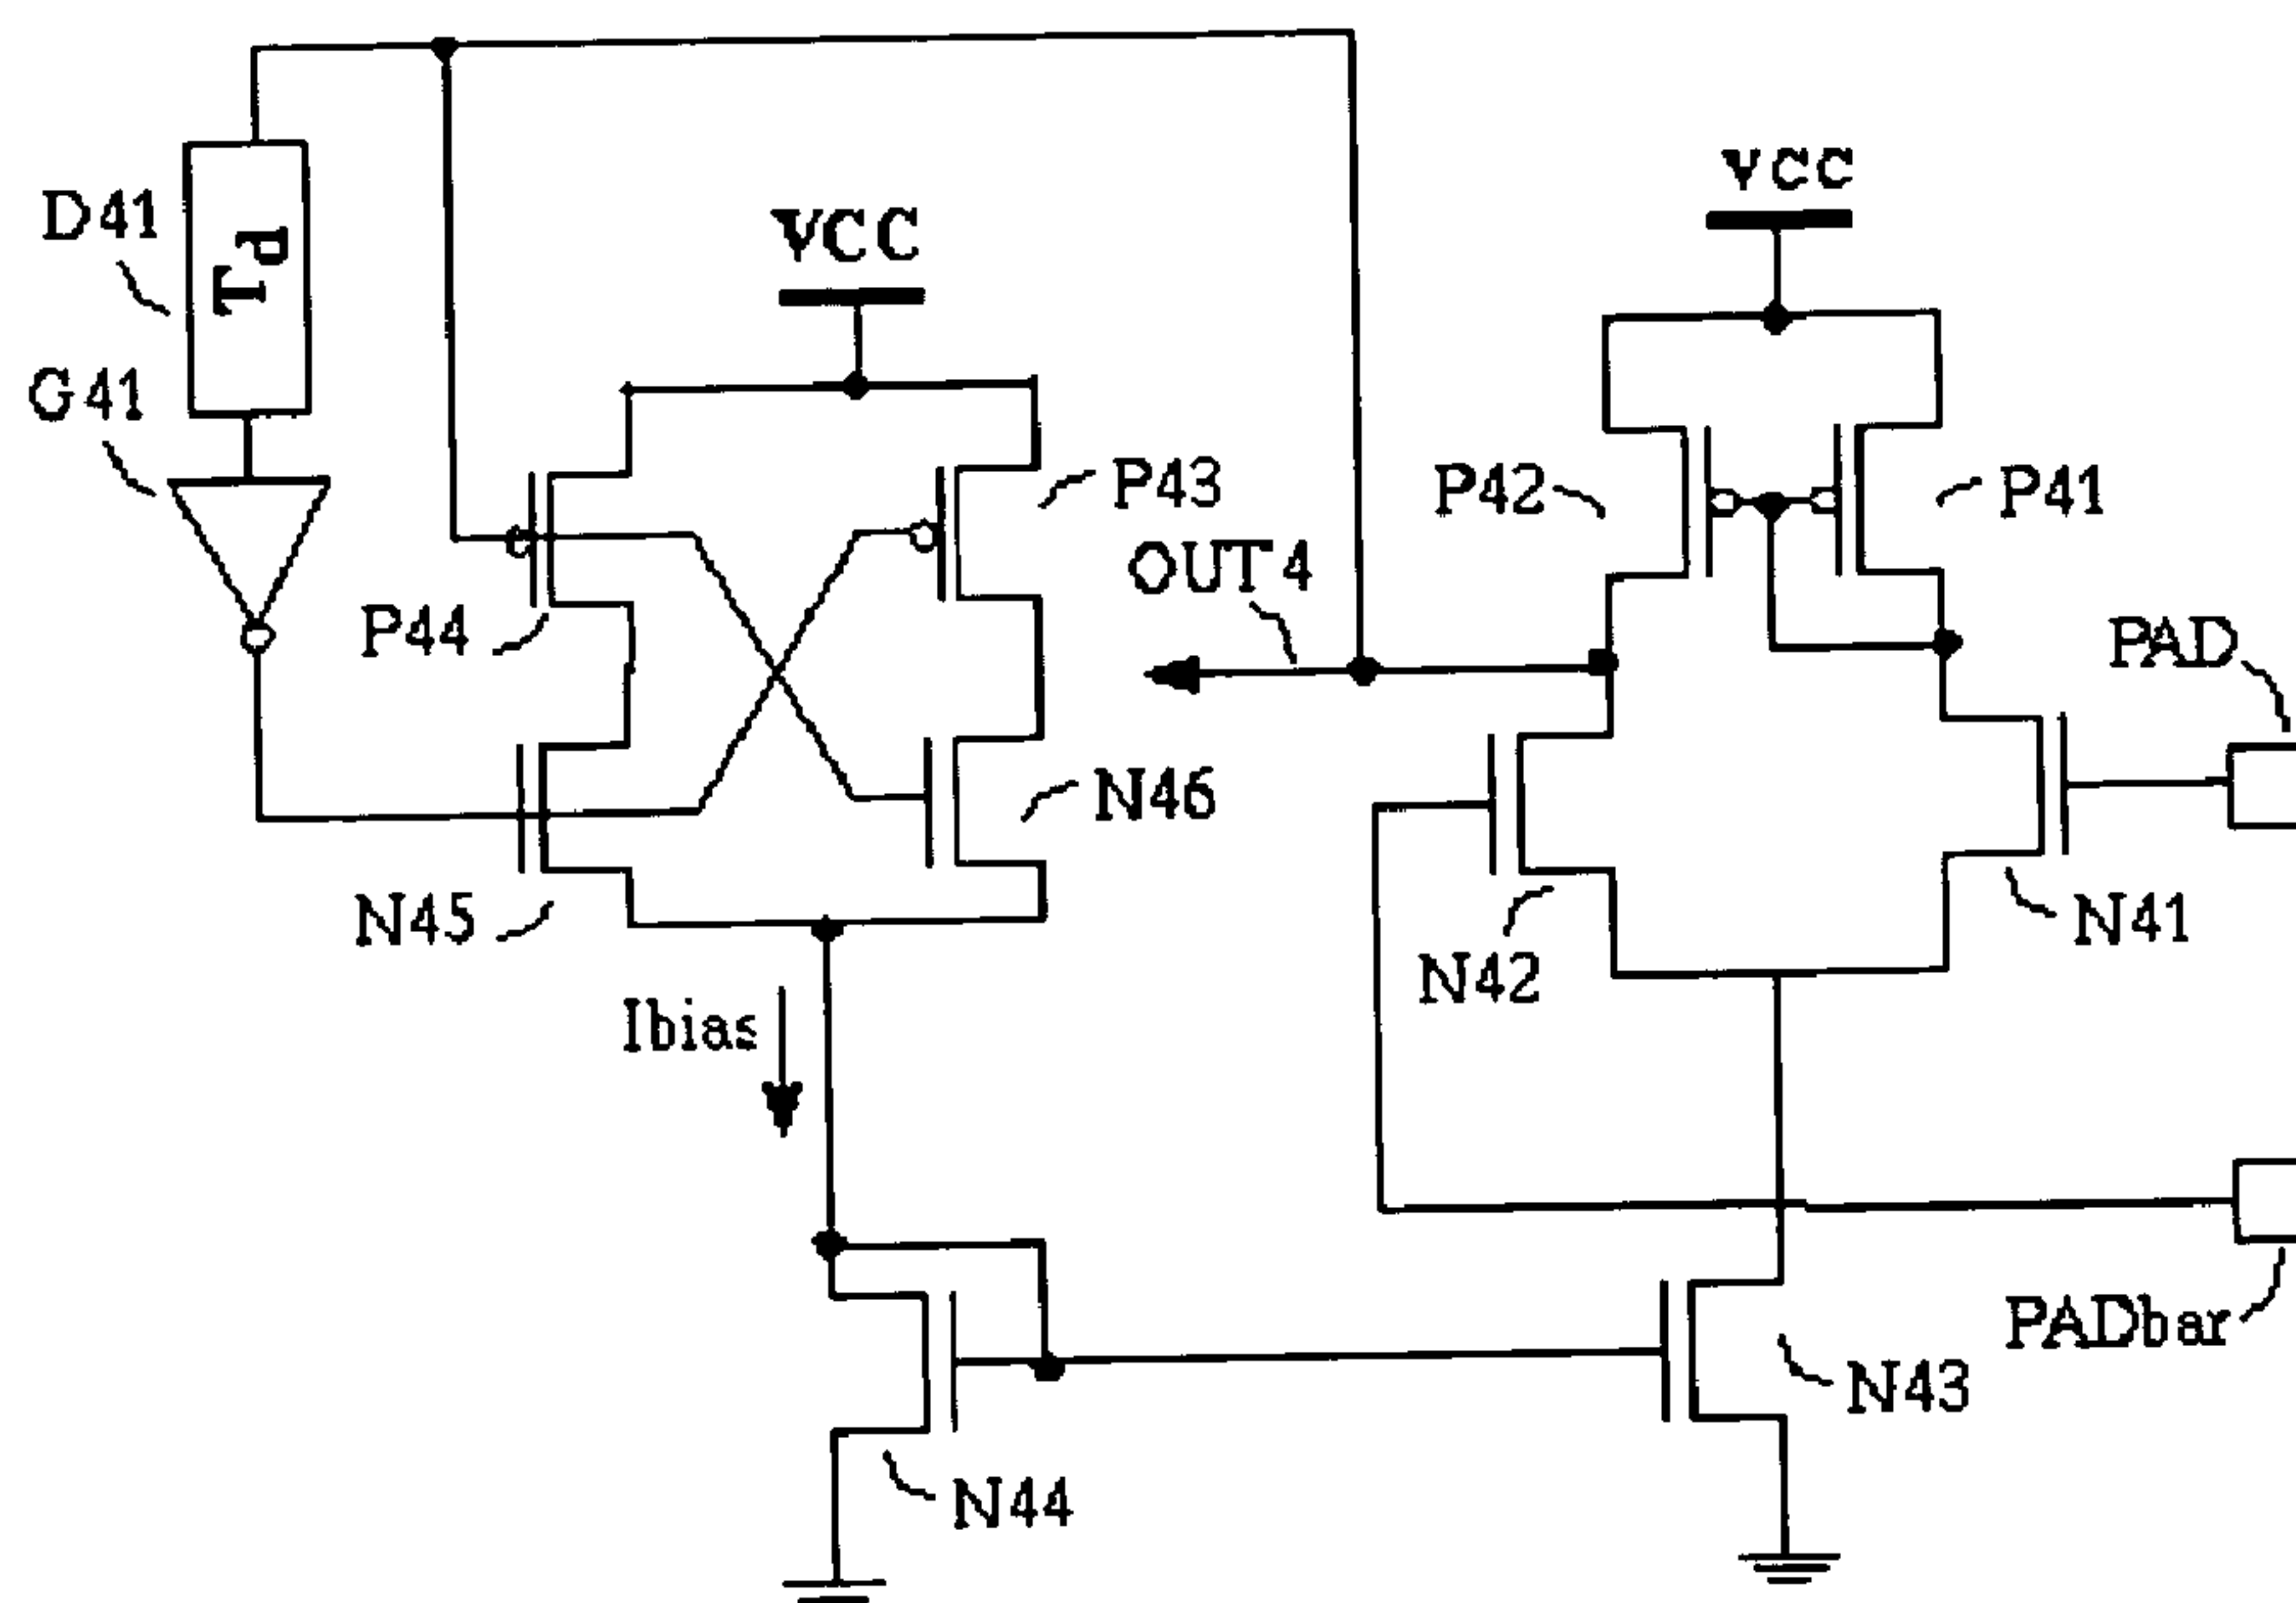 VCC
D41
Td
VCC
G41
P43
P42
P41
OUT4
P44
PAD
N46
N45
N41
N42
Ibias
PADbar
N43
N44